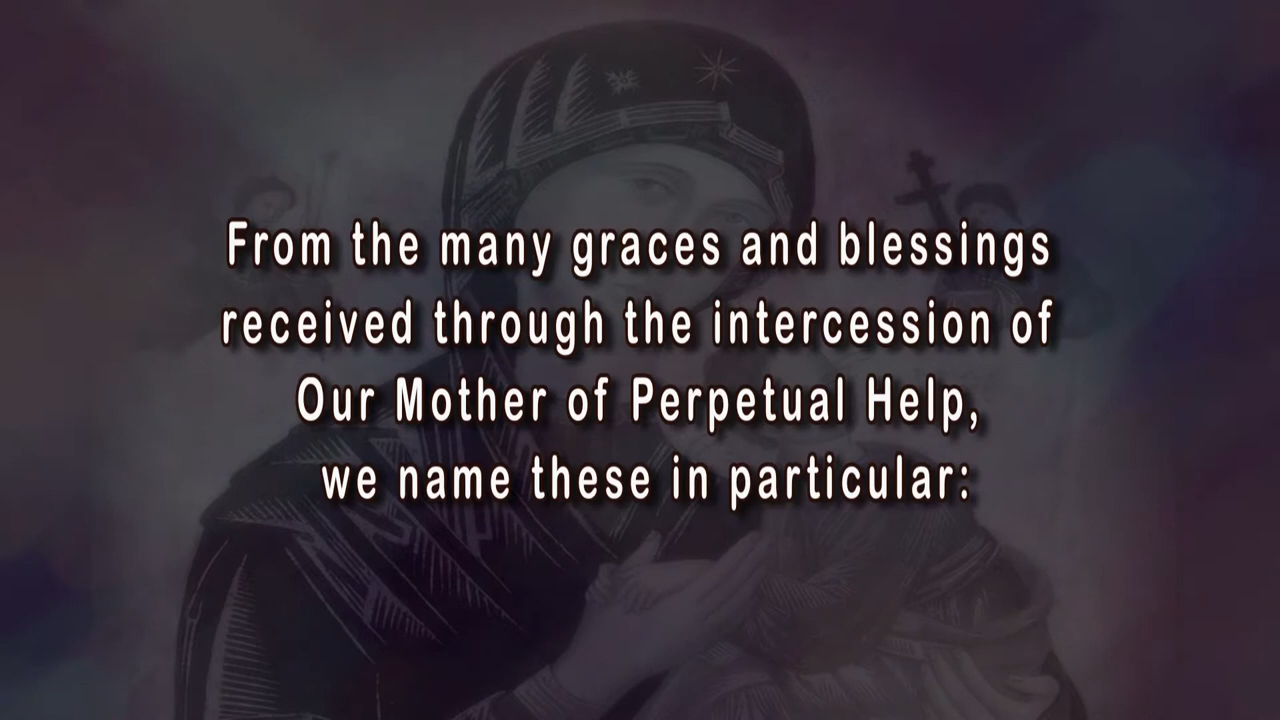 From the many graces and blessings
received through the intercession of
Our Mother of Perpetual Help,
we name these in particular: